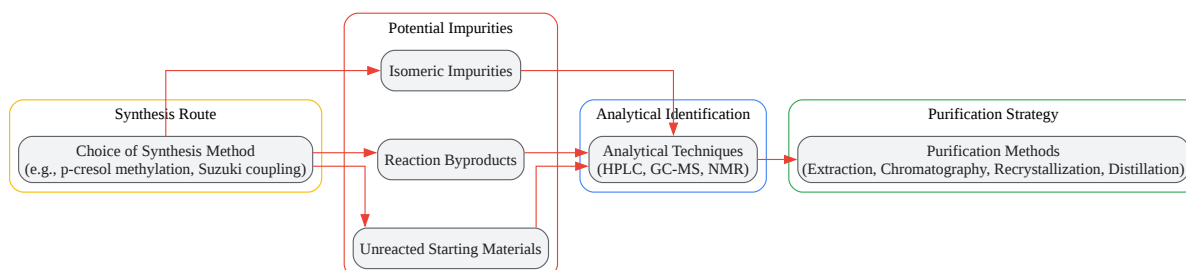 Potential Impurities
Isomeric Impurities
Synthesis Route
Choice of Synthesis Method
(e.g., p-cresol methylation, Suzuki coupling)
Reaction Byproducts
Unreacted Starting Materials
Analytical Identification
Analytical Techniques
(HPLC, GC-MS, NMR)
Purification Strategy
Purification Methods
(Extraction, Chromatography, Recrystallization, Distillation)